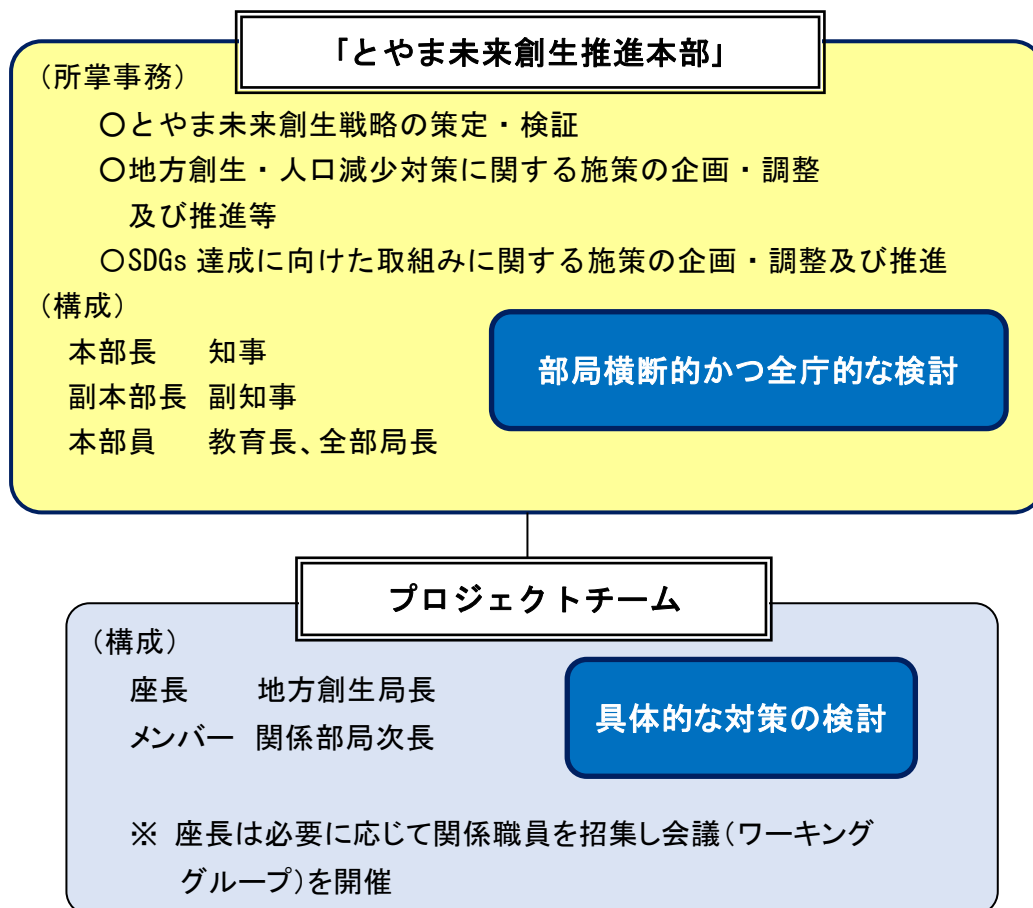 「とやま未来創生推進本部」
（所掌事務）
○とやま未来創生戦略の策定・検証
○地方創生・人口減少対策に関する施策の企画・調整
及び推進等
○SDGs 達成に向けた取組みに関する施策の企画・調整及び推進
（構成）
本部長　　知事
副本部長　副知事
本部員　　教育長、全部局長
部局横断的かつ全庁的な検討
プロジェクトチーム
（構成）
座長　　　地方創生局長
メンバー　関係部局次長
具体的な対策の検討
※ 座長は必要に応じて関係職員を招集し会議（ワーキング
グループ）を開催